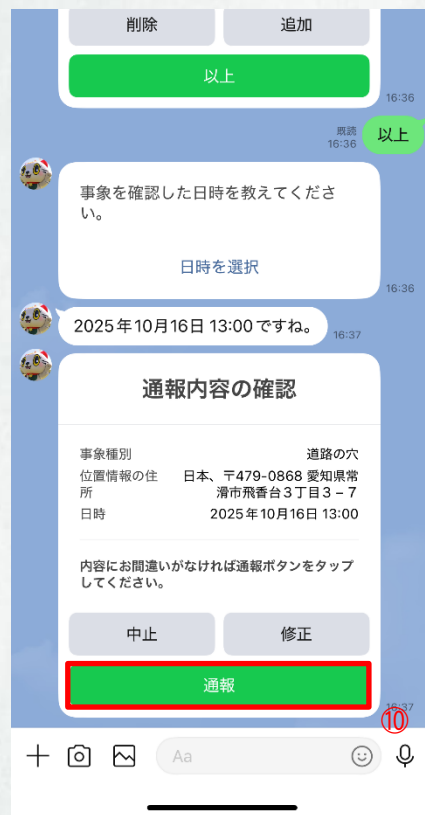 削除 追加
以上
16:36
既読
16:36
以上
事象を確認した日時を教えてくださ
い。
日時を選択
16:36
2025年10月16日 13:00ですね。
16:37
通報内容の確認
事象種別 道路の穴
位置情報の住 日本、〒479-0868 愛知県常
所 滑市飛香台3丁目3−7
日時 2025年10月16日 13:00
内容にお間違いがなければ通報ボタンをタップ
してください。
中止 修正
通報
16:37
⑩
Aa